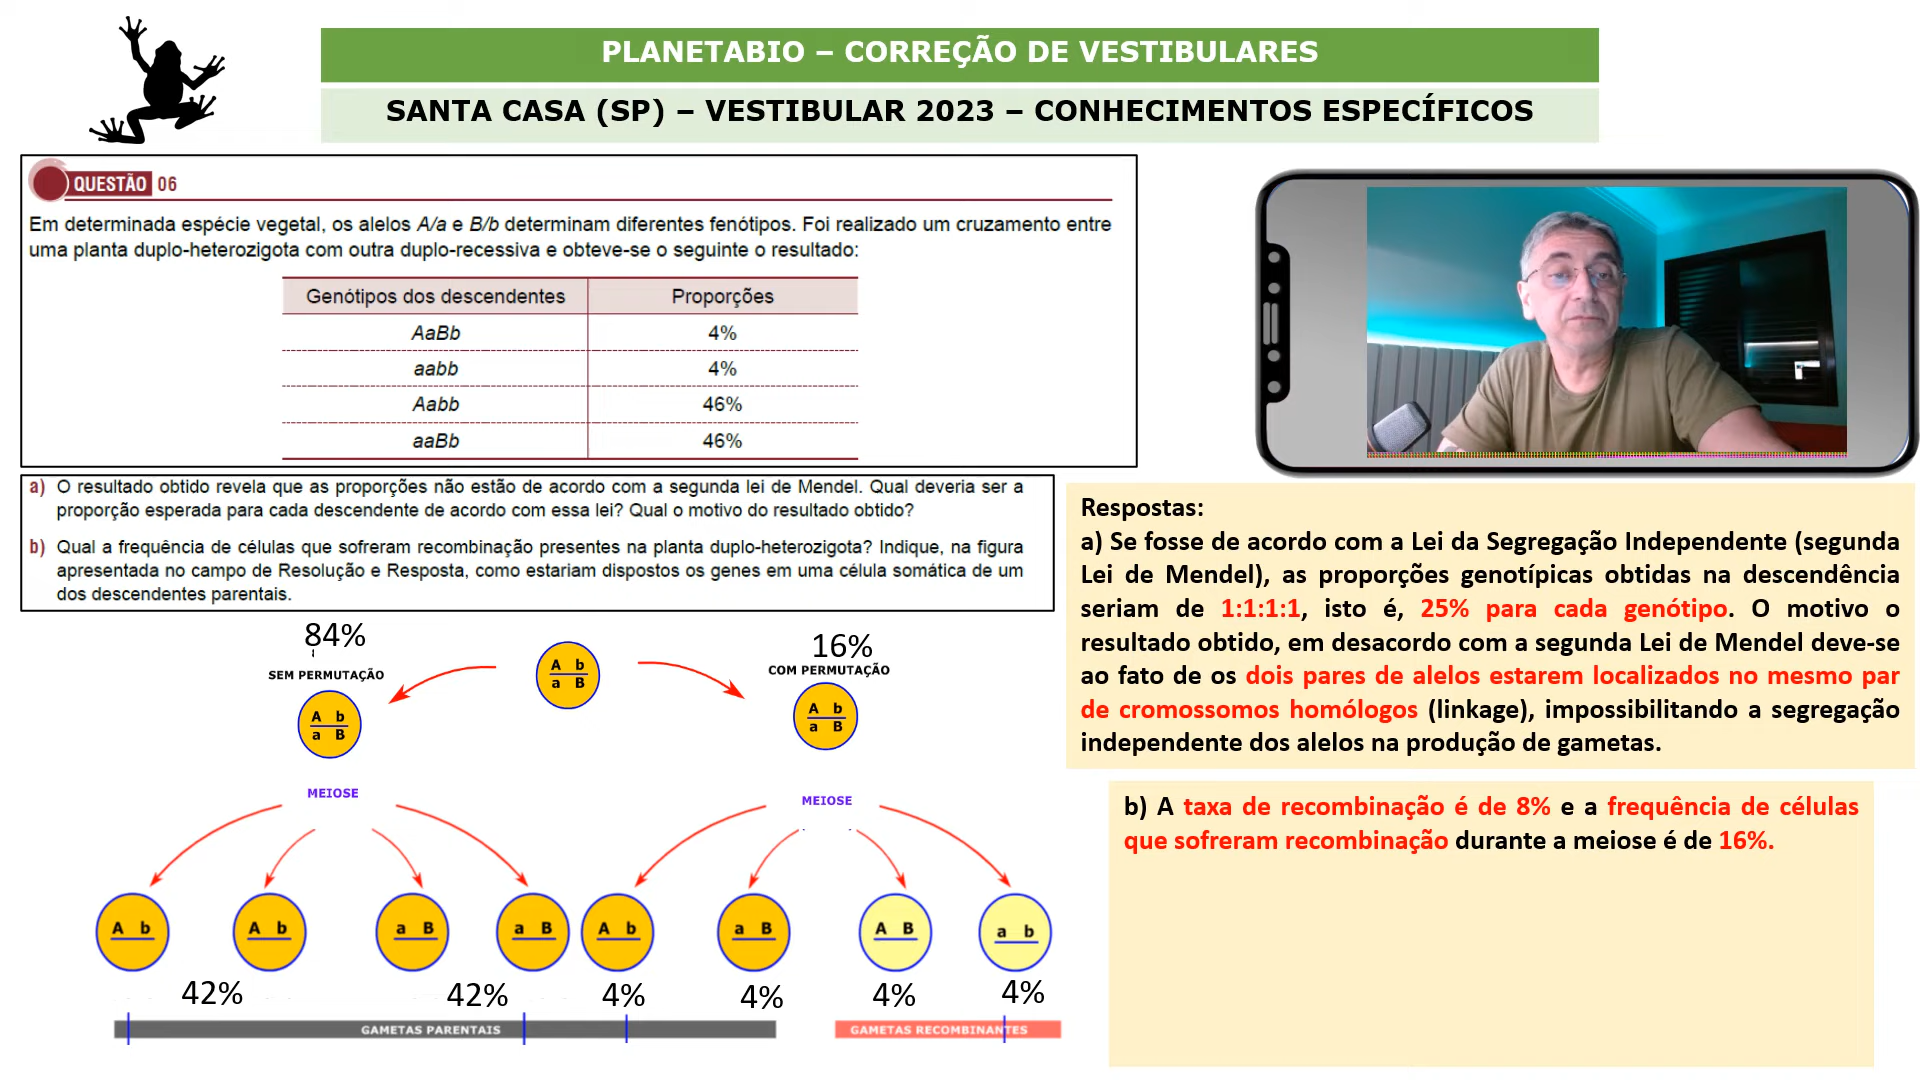 PLANETABIO – CORREÇÃO DE VESTIBULARES
SANTA CASA (SP) – VESTIBULAR 2023 – CONHECIMENTOS ESPECÍFICOS
QUESTÃO 06
Em determinada espécie vegetal, os alelos A/a e B/b determinam diferentes fenótipos. Foi realizado um cruzamento entre
uma planta duplo-heterozigota com outra duplo-recessiva e obteve-se o seguinte o resultado:
Genótipos dos descendentes Proporções
AaBb 4%
aabb 4%
Aabb 46%
aaBb 46%
a) O resultado obtido revela que as proporções não estão de acordo com a segunda lei de Mendel. Qual deveria ser a
proporção esperada para cada descendente de acordo com essa lei? Qual o motivo do resultado obtido?
b) Qual a frequência de células que sofreram recombinação presentes na planta duplo-heterozigota? Indique, na figura
apresentada no campo de Resolução e Resposta, como estariam dispostos os genes em uma célula somática de um
dos descendentes parentais.
Respostas:
a) Se fosse de acordo com a Lei da Segregação Independente (segunda
Lei de Mendel), as proporções genotípicas obtidas na descendência
seriam de 1:1:1:1, isto é, 25% para cada genótipo. O motivo o
resultado obtido, em desacordo com a segunda Lei de Mendel deve-se
ao fato de os dois pares de alelos estarem localizados no mesmo par
de cromossomos homólogos (linkage), impossibilitando a segregação
independente dos alelos na produção de gametas.
b) A taxa de recombinação é de 8% e a frequência de células
que sofreram recombinação durante a meiose é de 16%.
84% 16%
SEM PERMUTAÇÃO COM PERMUTAÇÃO
A b
a B
A b
a B
A b
a B
MEIOSE MEIOSE
A b A b a B a B A b a B A B a b
42% 42% 4% 4% 4% 4%
GAMETAS PARENTAIS GAMETAS RECOMBINANTES